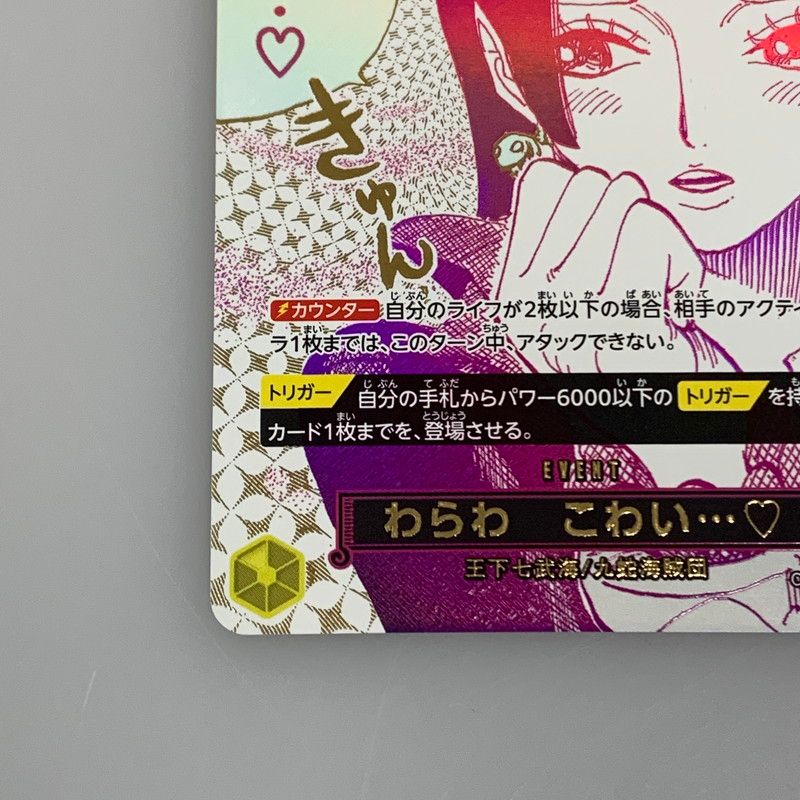 きゅん
カウンター 自分のライフが2枚以下の場合、相手のアクティ
ラ1枚までは、このターン中、アタックできない。
トリガー 自分の手札からパワー6000以下の トリガー を持
カード1枚までを、登場させる。
EVENT
わらわ こわい…♡
王下七武海/九蛇海賊団